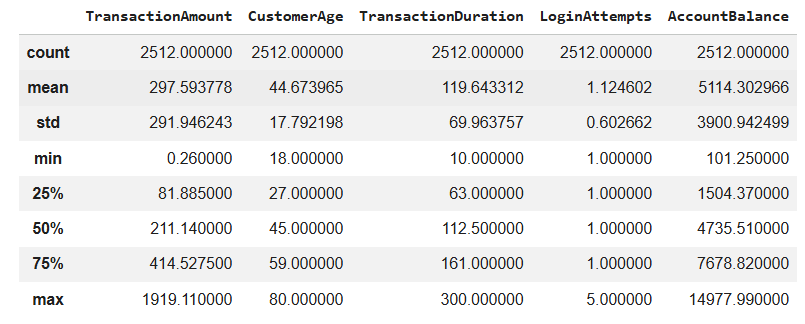 TransactionAmount CustomerAge TransactionDuration LoginAttempts AccountBalance
count 2512.000000 2512.000000 2512.000000 2512.000000 2512.000000
mean 297.593778 44.673965 119.643312 1.124602 5114.302966
std 291.946243 17.792198 69.963757 0.602662 3900.942499
min 0.260000 18.000000 10.000000 1.000000 101.250000
25% 81.885000 27.000000 63.000000 1.000000 1504.370000
50% 211.140000 45.000000 112.500000 1.000000 4735.510000
75% 414.527500 59.000000 161.000000 1.000000 7678.820000
max 1919.110000 80.000000 300.000000 5.000000 14977.990000